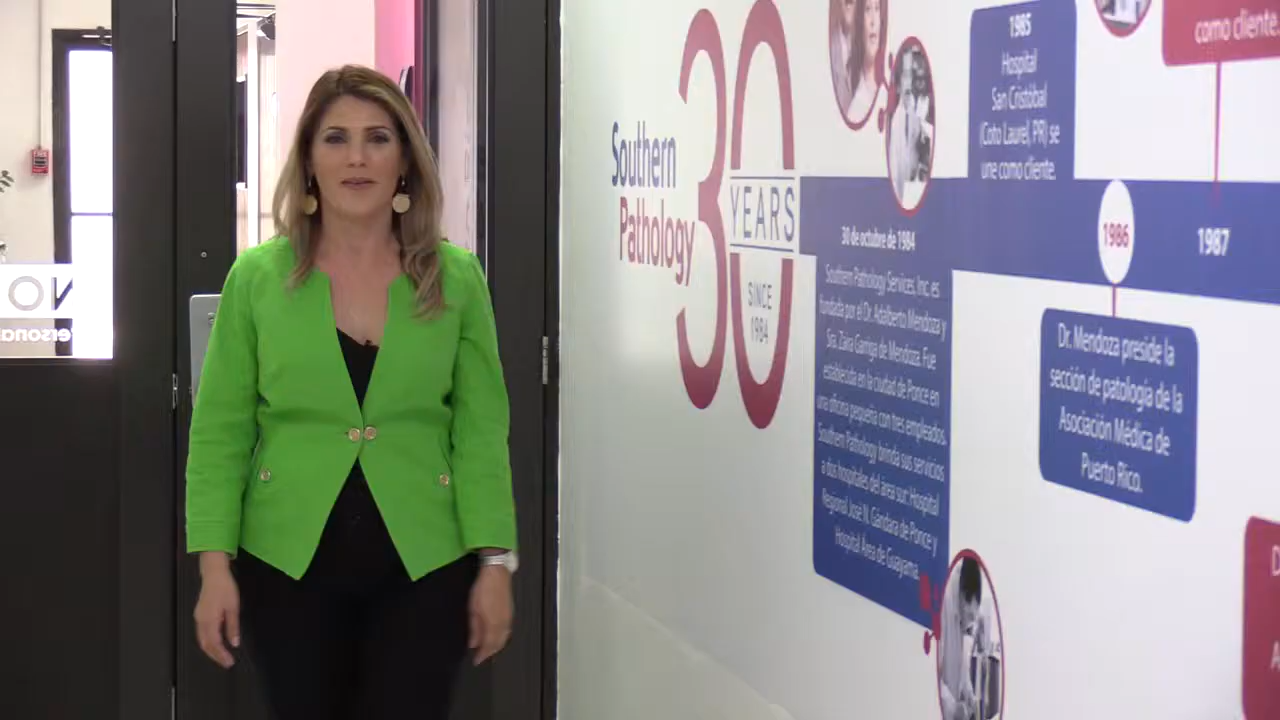 Southern
Pathology
30
YEARS
SINCE
1984
30 de octubre de 1984
Southern Pathology Services, Inc. es
fundada por el Dr. Adalberto Mendoza y
Sra. Zaira Garriga de Mendoza. Fue
establecida en la ciudad de Ponce en
una oficina pequeña con tres empleados.
Southern Pathology brinda sus servicios
a dos hospitales del área sur: Hospital
Regional José N. Gándara de Ponce y
Hospital Área de Guayama.
1985
Hospital
San Cristóbal
(Coto Laurel, PR) se
une como cliente.
1986
Dr. Mendoza preside la
sección de patología de la
Asociación Médica de
Puerto Rico.
como cliente.
1987